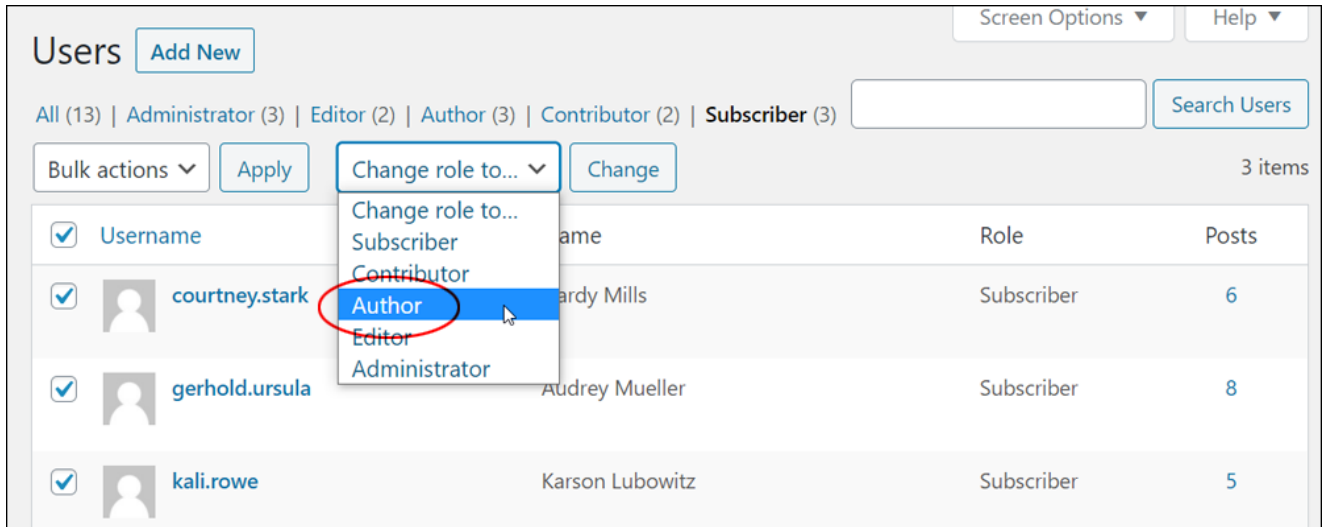 Screen Options ▼ Help ▼
Users Add New
All (13) | Administrator (3) | Editor (2) | Author (3) | Contributor (2) | Subscriber (3) Search Users
Bulk actions Apply Change role to... Change 3 items
Change role to...
Subscriber
Contributor
Author
Editor
Administrator
Username ame Role Posts
courtney.stark ardy Mills Subscriber 6
gerhold.ursula Audrey Mueller Subscriber 8
kali.rowe Karson Lubowitz Subscriber 5